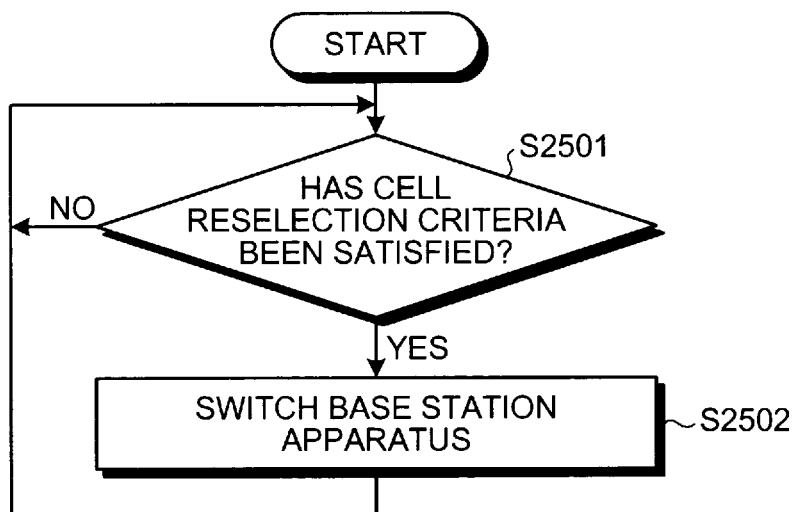 START
S2501
HAS CELL
RESELECTION CRITERIA
BEEN SATISFIED?
NO
YES
SWITCH BASE STATION
APPARATUS
S2502